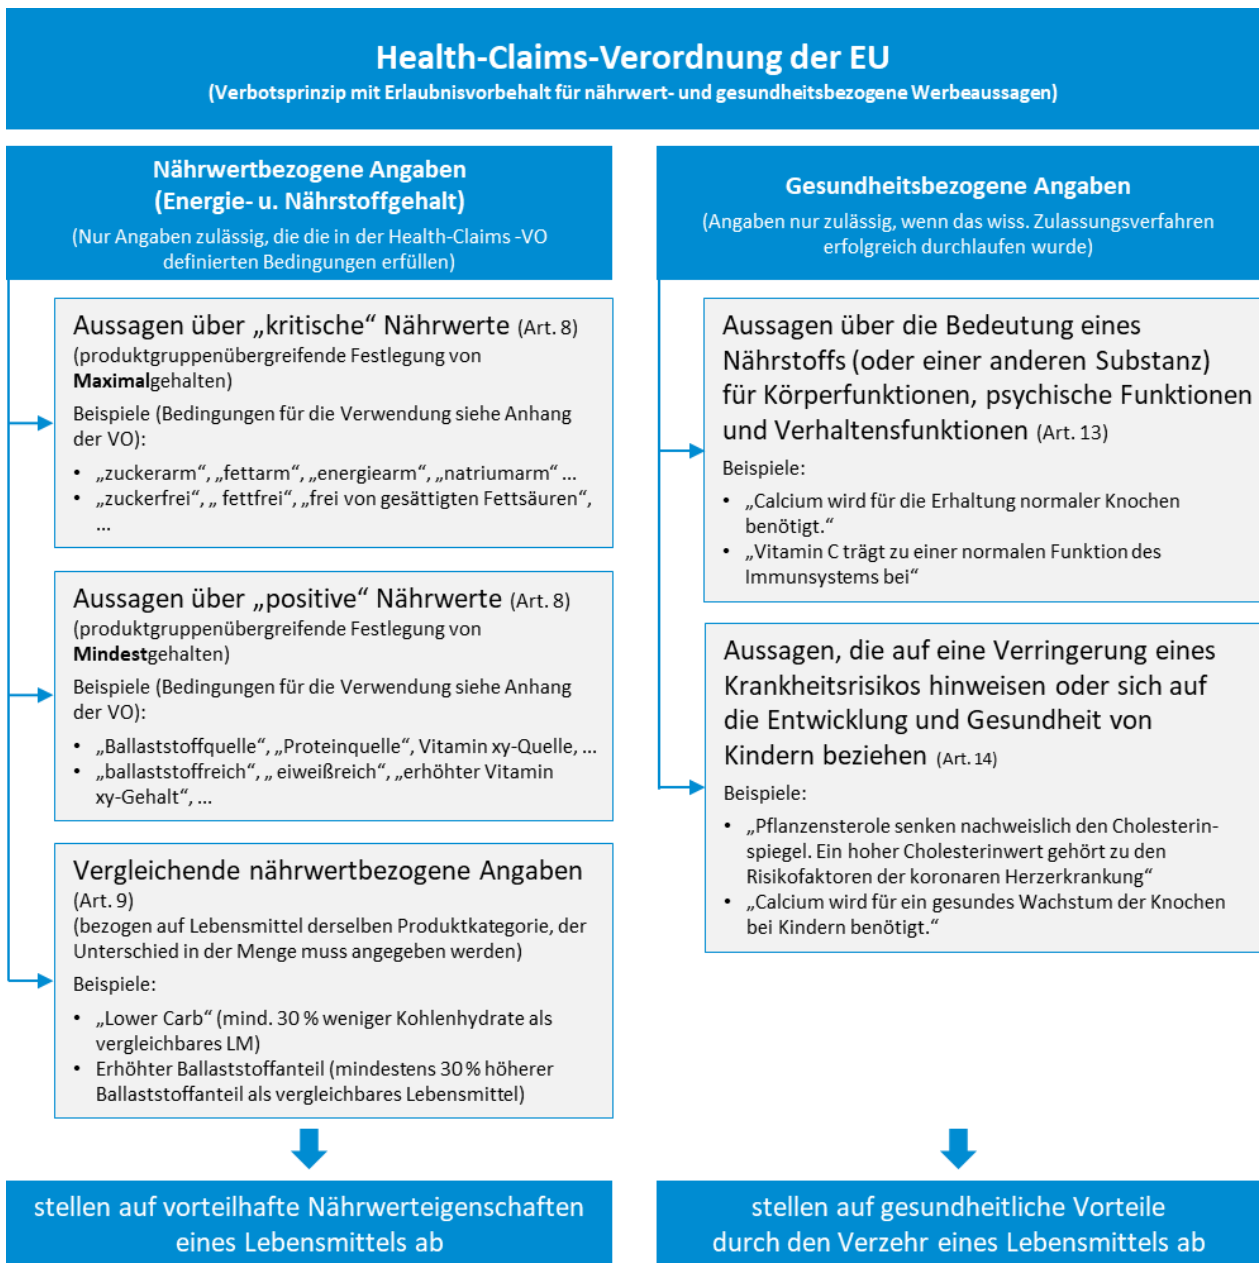 Health-Claims-Verordnung der EU
(Verbotsprinzip mit Erlaubnisvorbehalt für nährwert- und gesundheitsbezogene Werbeaussagen)
Nährwertbezogene Angaben
(Energie- u. Nährstoffgehalt)
(Nur Angaben zulässig, die die in der Health-Claims -VO
definierten Bedingungen erfüllen)
Aussagen über „kritische“ Nährwerte (Art. 8)
(produktgruppenübergreifende Festlegung von
Maximalgehalten)
Beispiele (Bedingungen für die Verwendung siehe Anhang
der VO):
• „zuckerarm“, „fettarm“, „energiearm“, „natriumarm“ ...
• „zuckerfrei“, „ fettfrei“, „frei von gesättigten Fettsäuren“,
...
Aussagen über „positive“ Nährwerte (Art. 8)
(produktgruppenübergreifende Festlegung von
Mindestgehalten)
Beispiele (Bedingungen für die Verwendung siehe Anhang
der VO):
• „Ballaststoffquelle“, „Proteinquelle“, Vitamin xy-Quelle, ...
• „ballaststoffreich“, „ eiweißreich“, „erhöhter Vitamin
xy-Gehalt“, ...
Vergleichende nährwertbezogene Angaben
(Art. 9)
(bezogen auf Lebensmittel derselben Produktkategorie, der
Unterschied in der Menge muss angegeben werden)
Beispiele:
• „Lower Carb“ (mind. 30 % weniger Kohlenhydrate als
vergleichbares LM)
• Erhöhter Ballaststoffanteil (mindestens 30 % höherer
Ballaststoffanteil als vergleichbares Lebensmittel)
stellen auf vorteilhafte Nährwerteigenschaften
eines Lebensmittels ab
Gesundheitsbezogene Angaben
(Angaben nur zulässig, wenn das wiss. Zulassungsverfahren
erfolgreich durchlaufen wurde)
Aussagen über die Bedeutung eines
Nährstoffs (oder einer anderen Substanz)
für Körperfunktionen, psychische Funktionen
und Verhaltensfunktionen (Art. 13)
Beispiele:
• „Calcium wird für die Erhaltung normaler Knochen
benötigt.“
• „Vitamin C trägt zu einer normalen Funktion des
Immunsystems bei“
Aussagen, die auf eine Verringerung eines
Krankheitsrisikos hinweisen oder sich auf
die Entwicklung und Gesundheit von
Kindern beziehen (Art. 14)
Beispiele:
• „Pflanzensterole senken nachweislich den Cholesterin-
spiegel. Ein hoher Cholesterinwert gehört zu den
Risikofaktoren der koronaren Herzerkrankung“
• „Calcium wird für ein gesundes Wachstum der Knochen
bei Kindern benötigt.“
stellen auf gesundheitliche Vorteile
durch den Verzehr eines Lebensmittels ab